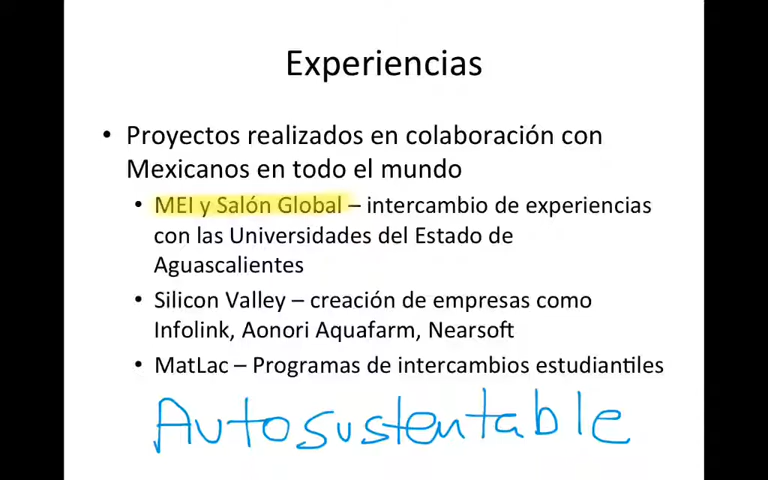 Experiencias
• Proyectos realizados en colaboración con
Mexicanos en todo el mundo
• MEI y Salón Global – intercambio de experiencias
con las Universidades del Estado de
Aguascalientes
• Silicon Valley – creación de empresas como
Infolink, Aonori Aquafarm, Nearsoft
• MatLac – Programas de intercambios estudiantiles
Autosustentable